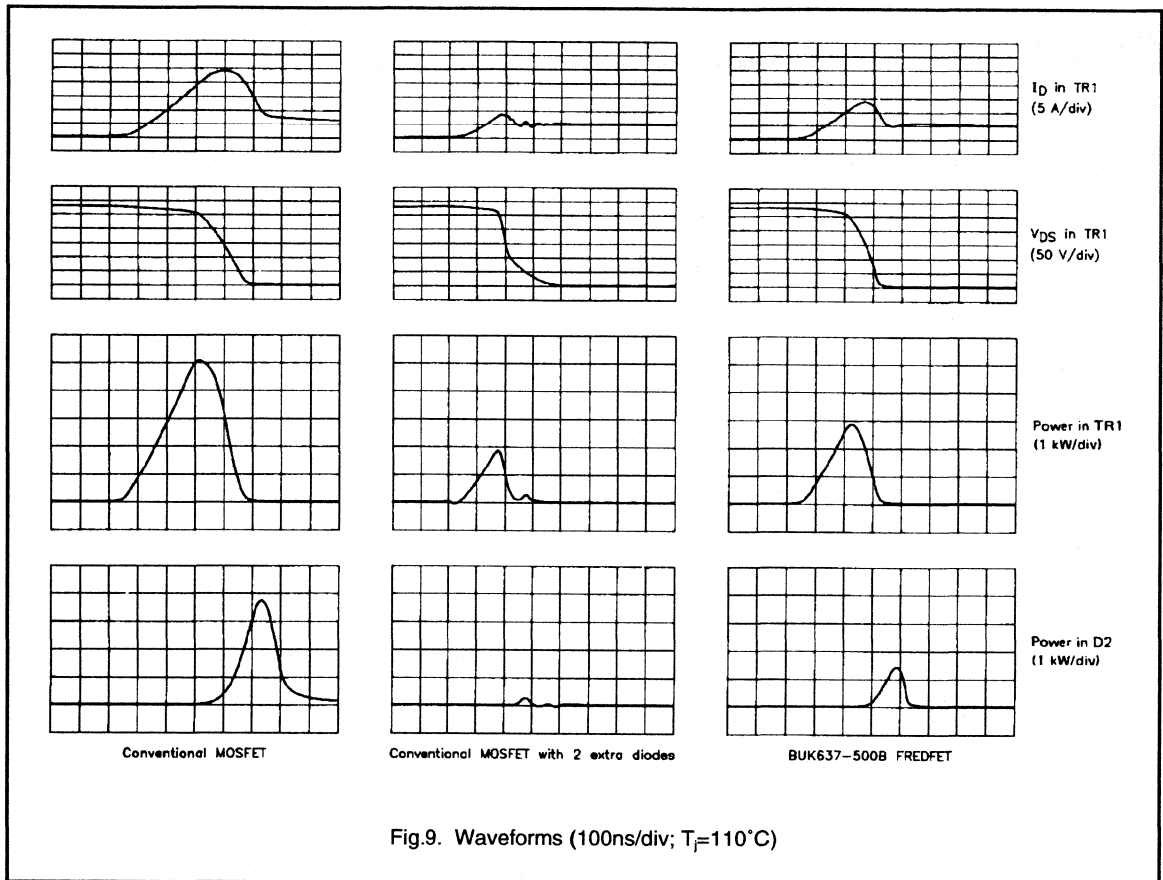 I_D in TR1
(5 A/div)
V_DS in TR1
(50 V/div)
Power in TR1
(1 kW/div)
Power in D2
(1 kW/div)
Conventional MOSFET
Conventional MOSFET with 2 extra diodes
BUK637-500B FREDFET
Fig.9. Waveforms (100ns/div; T_j=110˚C)